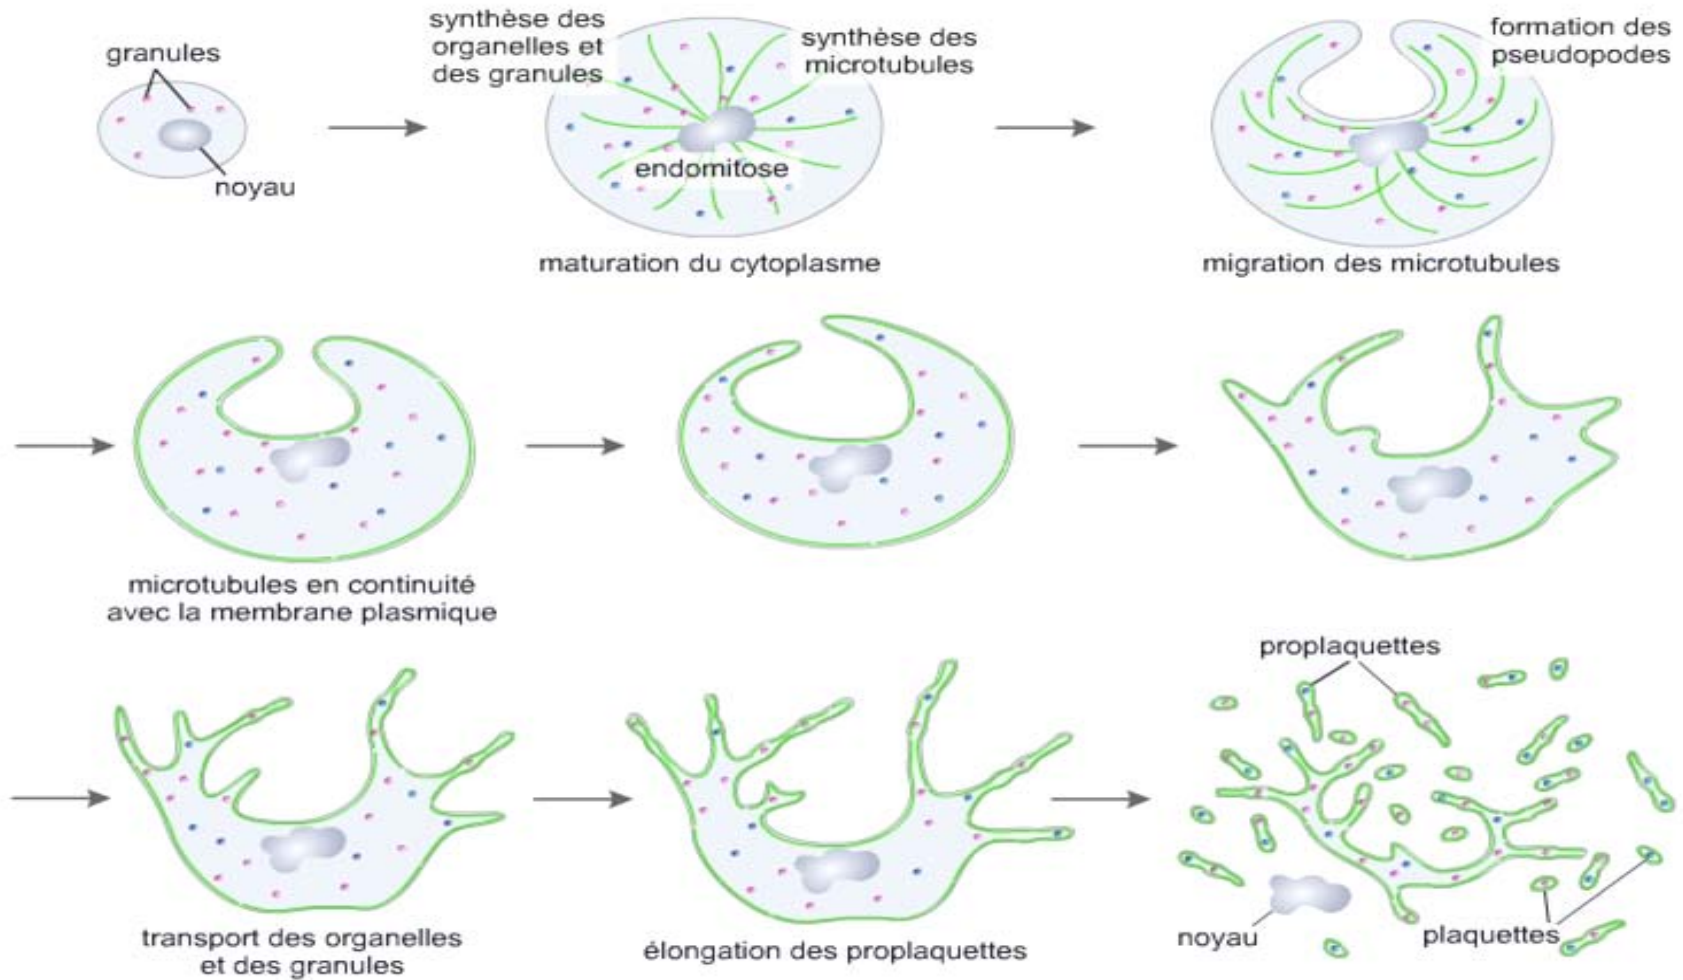 granules
noyau
synthèse des
organelles et
des granules
synthèse des
microtubules
endomitose
maturation du cytoplasme
formation des
pseudopodes
migration des microtubules
microtubules en continuité
avec la membrane plasmique
transport des organelles
et des granules
élongation des proplaquettes
proplaquettes
noyau
plaquettes